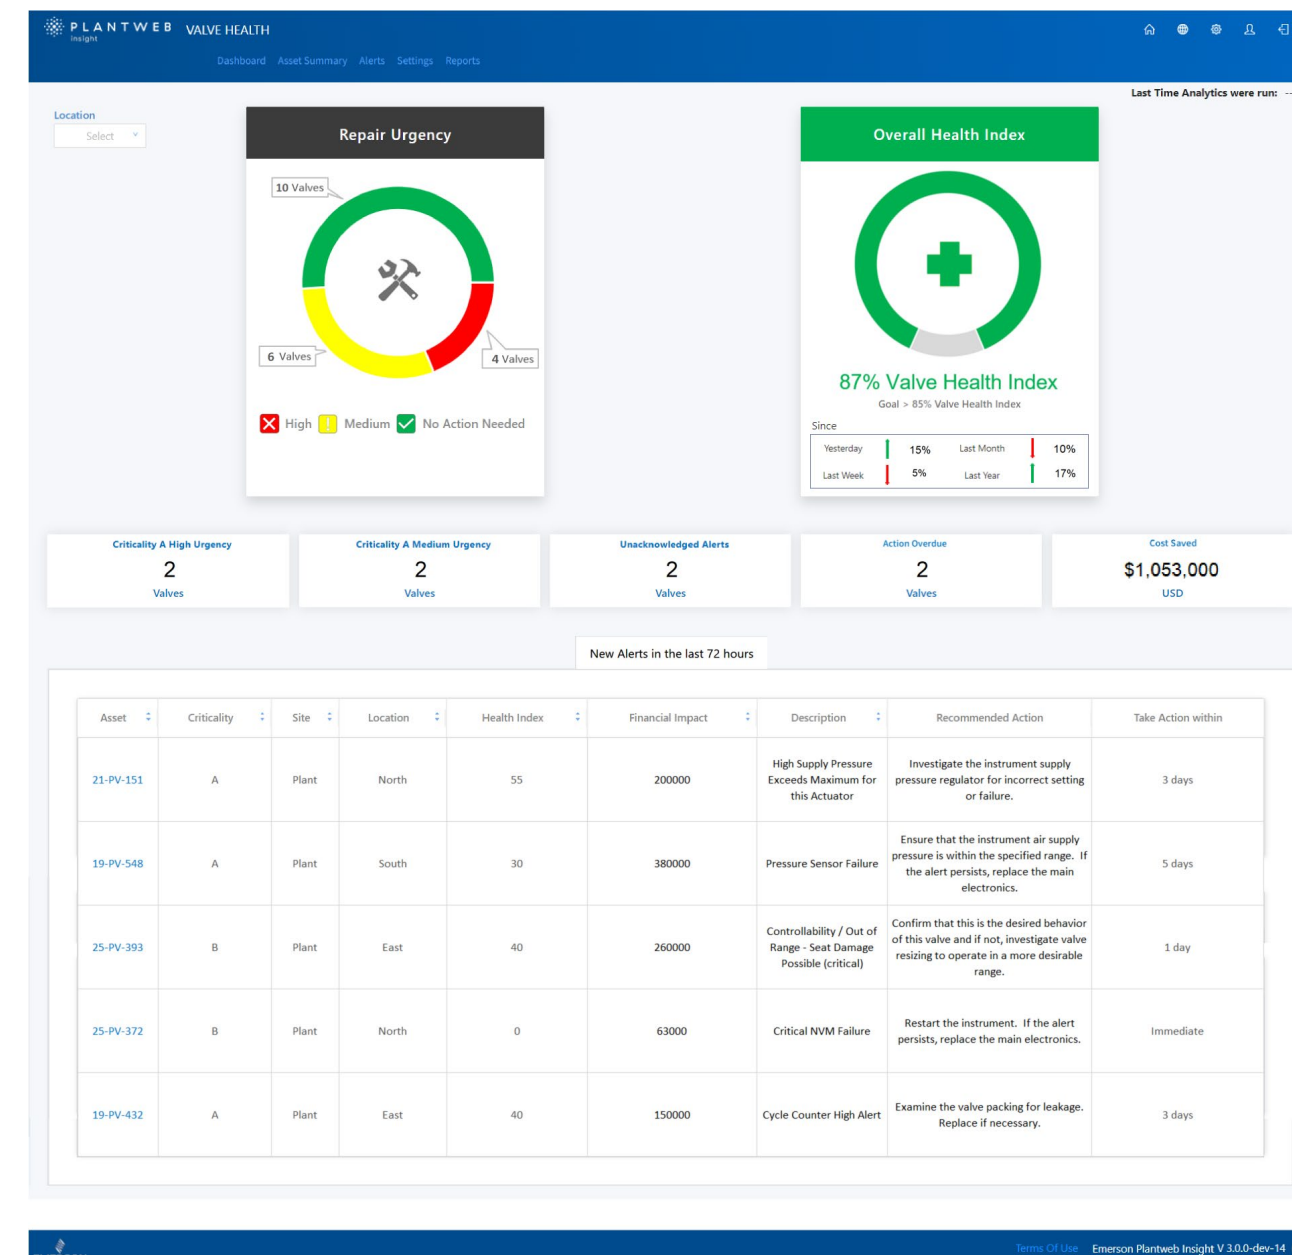 PLANTWEB VALVE HEALTH
Insight
Dashboard Asset Summary Alerts Settings Reports
Last Time Analytics were run: --
Location
Select
Repair Urgency
10 Valves
6 Valves
4 Valves
High Medium No Action Needed
Overall Health Index
87% Valve Health Index
Goal > 85% Valve Health Index
Since
Yesterday 15% Last Month 10%
Last Week 5% Last Year 17%
Criticality A High Urgency
2
Valves
Criticality A Medium Urgency
2
Valves
Unacknowledged Alerts
2
Valves
Action Overdue
2
Valves
Cost Saved
$1,053,000
USD
New Alerts in the last 72 hours
Asset Criticality Site Location Health Index Financial Impact Description Recommended Action Take Action within
21-PV-151 A Plant North 55 200000
High Supply Pressure
Exceeds Maximum for
this Actuator
Investigate the instrument supply
pressure regulator for incorrect setting
or failure.
3 days
19-PV-548 A Plant South 30 380000
Pressure Sensor Failure
Ensure that the instrument air supply
pressure is within the specified range. If
the alert persists, replace the main
electronics.
5 days
25-PV-393 B Plant East 40 260000
Controllability / Out of
Range - Seat Damage
Possible (critical)
Confirm that this is the desired behavior
of this valve and if not, investigate valve
resizing to operate in a more desirable
range.
1 day
25-PV-372 B Plant North 0 63000
Critical NVM Failure
Restart the instrument. If the alert
persists, replace the main electronics.
Immediate
19-PV-432 A Plant East 40 150000
Cycle Counter High Alert
Examine the valve packing for leakage.
Replace if necessary.
3 days
Terms Of Use Emerson Plantweb Insight V 3.0.0-dev-14